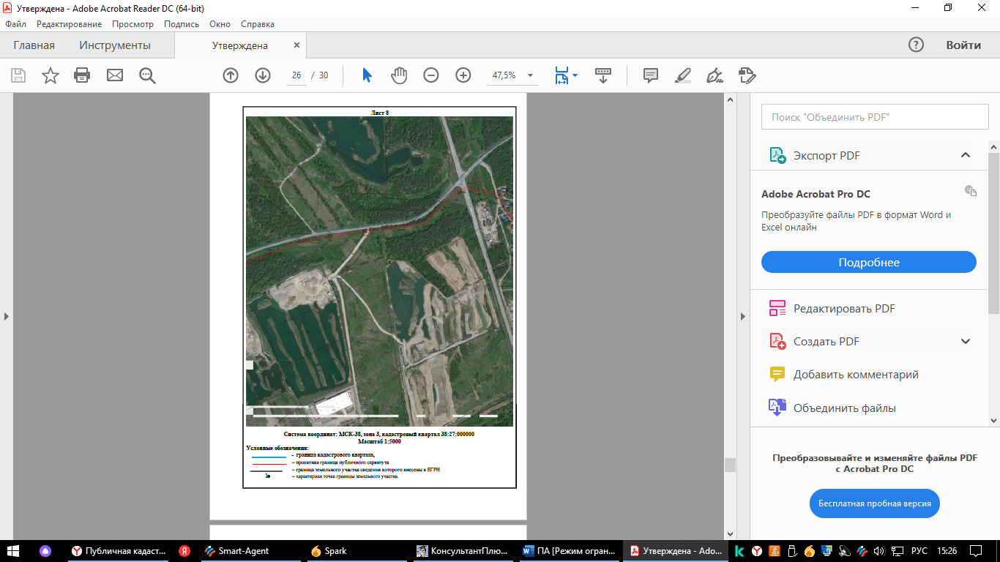 Утверждена - Adobe Acrobat Reader DC (64-bit)
Файл Редактирование Просмотр Подпись Окно Справка
Главная Инструменты Утверждена × Войти
26 / 30 47,5%
Лист 8
Система координат: МСК-38, зона 3, кадастровый квартал 38:27:000000
Масштаб 1:5000
Условные обозначения:
- граница кадастрового квартала,
– проектная граница публичного сервитута
– граница земельного участка сведения которого внесены в ЕГРН
– характерная точка границы земельного участка.
Поиск "Объединить PDF"
Экспорт PDF
Adobe Acrobat Pro DC
Преобразуйте файлы PDF в формат Word и
Excel онлайн
Подробнее
Редактировать PDF
Создать PDF
Добавить комментарий
Объединить файлы
Преобразовывайте и изменяйте файлы PDF
с Acrobat Pro DC
Бесплатная пробная версия
Публичная кадаст... Smart-Agent Spark КонсультантПлю... ПА [Режим огран... Утверждена - Ado... РУС 15:26